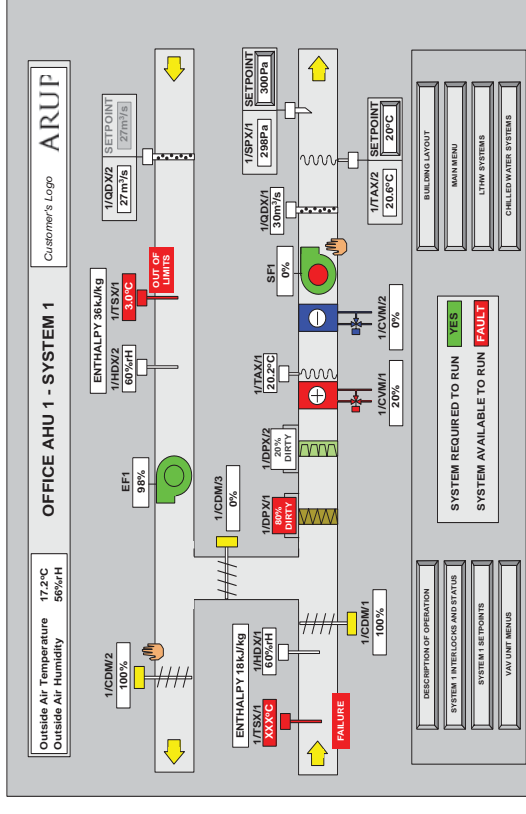 Outside Air Temperature 17.2ºC
Outside Air Humidity 56%rH
OFFICE AHU 1 - SYSTEM 1
Customer's Logo
ARUP
1/CDM/2
100%
EF1
98%
ENTHALPY 36kJ/kg
1/HDX/2
60%rH
1/TSX/1
3.0ºC
OUT OF
LIMITS
1/QDX/2
27m³/s
SETPOINT
27m³/s
1/CDM/3
0%
ENTHALPY 18kJ/kg
1/TSX/1
XXXºC
1/HDX/1
60%rH
FAILURE
1/CDM/1
100%
1/DPX/1
80%
DIRTY
1/DPX/2
20%
DIRTY
1/TAX/1
20.2ºC
1/CVM/1
20%
1/CVM/2
0%
SF1
0%
1/QDX/1
30m³/s
1/SPX/1
298Pa
SETPOINT
300Pa
1/TAX/2
20.6ºC
SETPOINT
20ºC
DESCRIPTION OF OPERATION
SYSTEM 1 INTERLOCKS AND STATUS
SYSTEM 1 SETPOINTS
VAV UNIT MENUS
SYSTEM REQUIRED TO RUN YES
SYSTEM AVAILABLE TO RUN FAULT
BUILDING LAYOUT
MAIN MENU
LTHW SYSTEMS
CHILLED WATER SYSTEMS